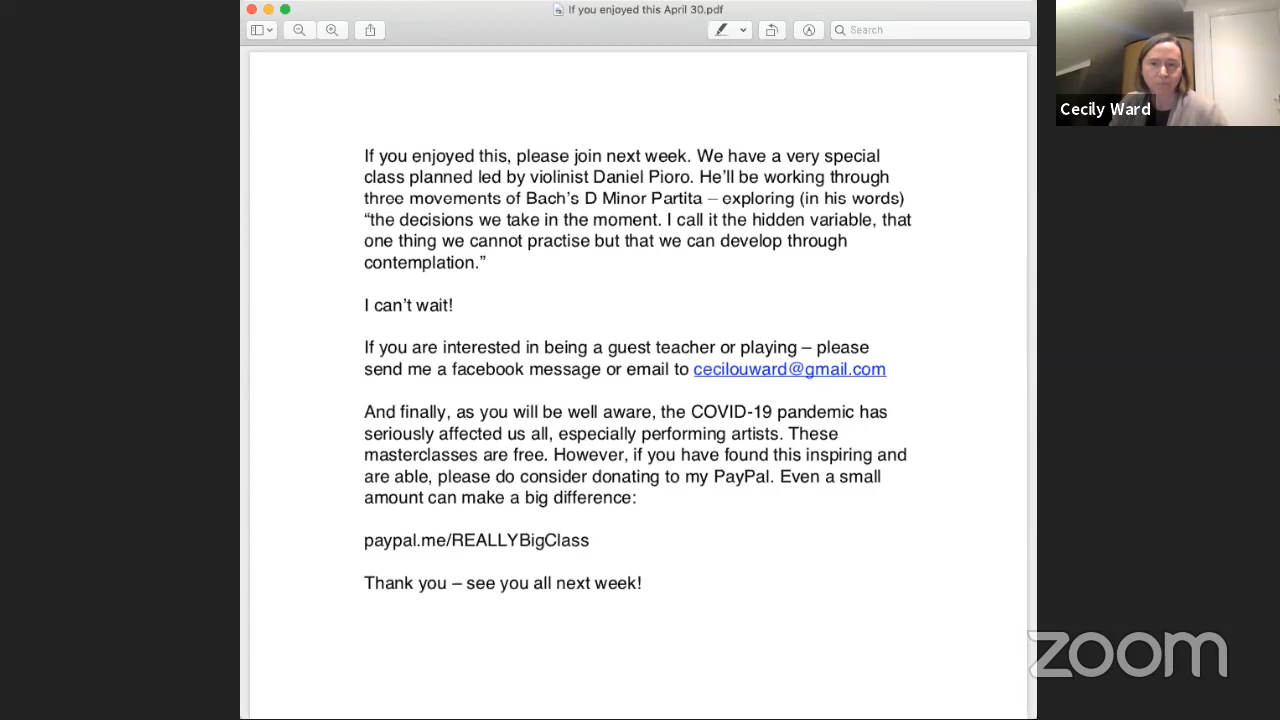 If you enjoyed this April 30.pdf
Search
Cecily Ward
If you enjoyed this, please join next week. We have a very special
class planned led by violinist Daniel Pioro. He’ll be working through
three movements of Bach’s D Minor Partita – exploring (in his words)
“the decisions we take in the moment. I call it the hidden variable, that
one thing we cannot practise but that we can develop through
contemplation.”
I can’t wait!
If you are interested in being a guest teacher or playing – please
send me a facebook message or email to cecilouward@gmail.com
And finally, as you will be well aware, the COVID-19 pandemic has
seriously affected us all, especially performing artists. These
masterclasses are free. However, if you have found this inspiring and
are able, please do consider donating to my PayPal. Even a small
amount can make a big difference:
paypal.me/REALLYBigClass
Thank you – see you all next week!
zoom